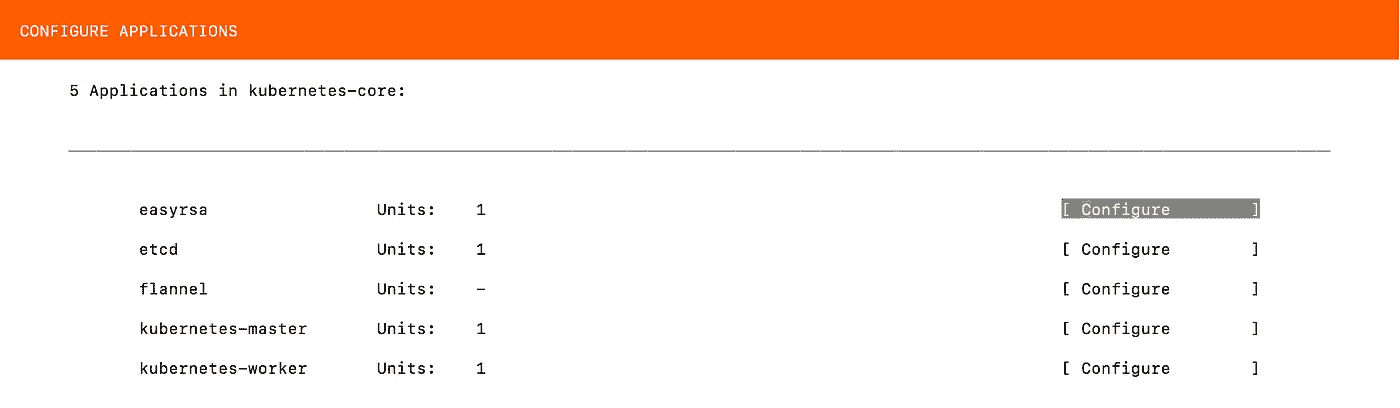 CONFIGURE APPLICATIONS
5 Applications in kubernetes-core:
easyrsa Units: 1 [ Configure ]
etcd Units: 1 [ Configure ]
flannel Units: - [ Configure ]
kubernetes-master Units: 1 [ Configure ]
kubernetes-worker Units: 1 [ Configure ]